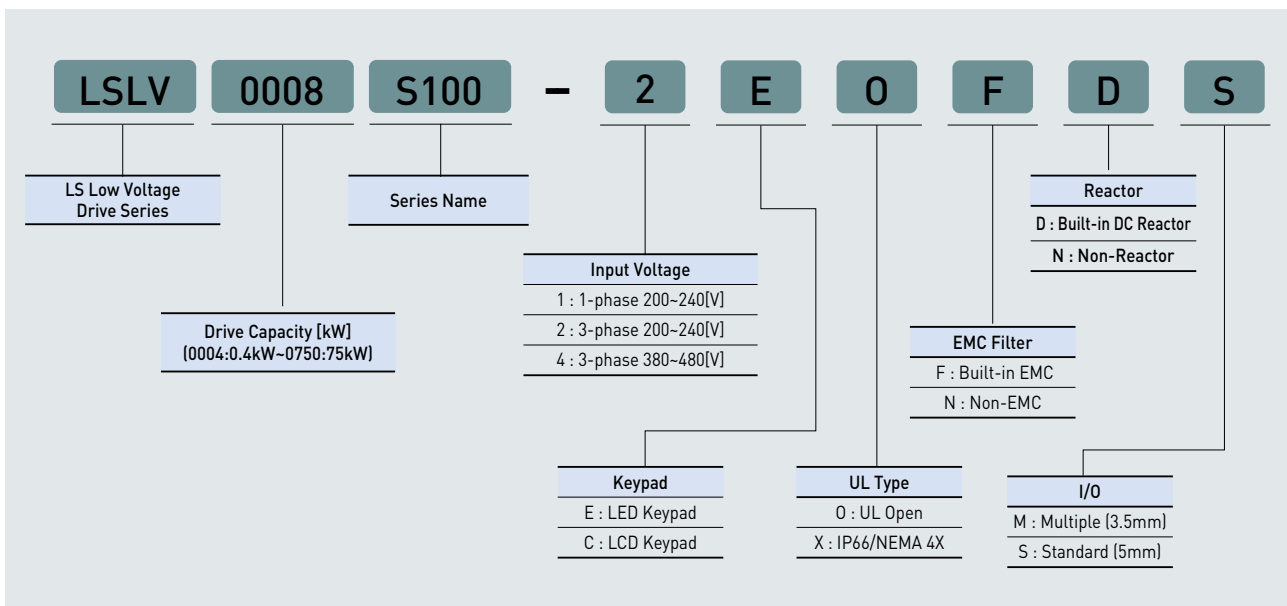 LSLV 0008 S100 - 2 E O F D S
LS Low Voltage
Drive Series
Series Name
Reactor
D : Built-in DC Reactor
N : Non-Reactor
Input Voltage
1 : 1-phase 200~240[V]
2 : 3-phase 200~240[V]
4 : 3-phase 380~480[V]
Drive Capacity [kW]
(0004:0.4kW~0750:75kW)
EMC Filter
F : Built-in EMC
N : Non-EMC
Keypad
E : LED Keypad
C : LCD Keypad
UL Type
O : UL Open
X : IP66/NEMA 4X
I/O
M : Multiple (3.5mm)
S : Standard (5mm)